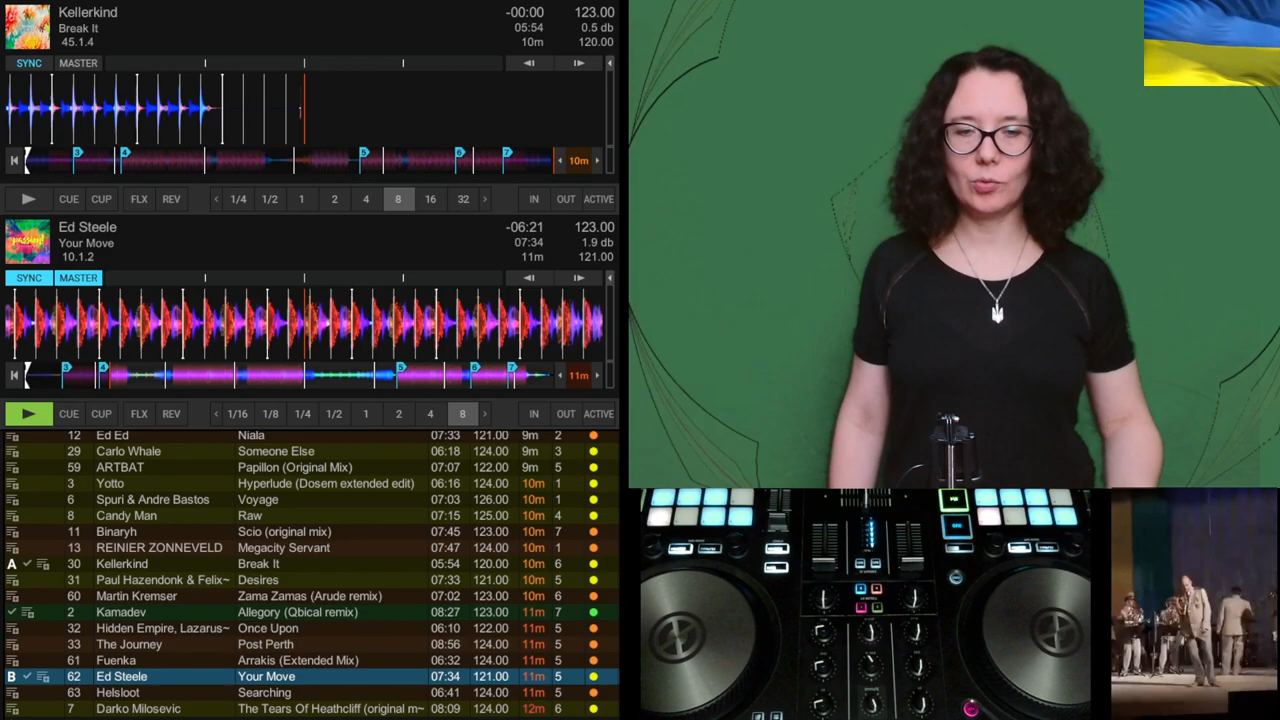 Kellerkind -00:00 123.00
Break It 05:54 0.5 db
45.1.4 10m 120.00
SYNC MASTER
3 4 5 6 7 10m
CUE CUP FLX REV 1/4 1/2 1 2 4 8 16 32 IN OUT ACTIVE
Ed Steele -06:21 123.00
Your Move 07:34 1.9 db
10.1.2 11m 121.00
SYNC MASTER
3 4 5 6 7 11m
CUE CUP FLX REV 1/16 1/8 1/4 1/2 1 2 4 8 IN OUT ACTIVE
12 Ed Ed Niala 07:33 121.00 9m 2
29 Carlo Whale Someone Else 06:18 124.00 9m 3
59 ARTBAT Papillon (Original Mix) 07:07 122.00 9m 5
3 Yotto Hyperlude (Dosem extended edit) 06:16 124.00 10m 1
6 Spuri & Andre Bastos Voyage 07:03 126.00 10m 1
8 Candy Man Raw 07:15 125.00 10m 4
11 Binaryh Scio (original mix) 07:45 123.00 10m 7
13 REINIER ZONNEVELD Megacity Servant 07:47 124.00 10m 1
A 30 Kellerkind Break It 05:54 120.00 10m 6
31 Paul Hazendonk & Felix~ Desires 07:33 121.00 10m 5
60 Martin Kremser Zama Zamas (Arude remix) 07:02 123.00 10m 6
2 Kamadev Allegory (Qbical remix) 08:27 123.00 11m 7
32 Hidden Empire, Lazarus~ Once Upon 06:10 122.00 11m 5
33 The Journey Post Perth 08:56 124.00 11m 5
61 Fuenka Arrakis (Extended Mix) 06:32 124.00 11m 5
B 62 Ed Steele Your Move 07:34 121.00 11m 5
63 Helsloot Searching 06:41 124.00 11m 5
7 Darko Milosevic The Tears Of Heathcliff (original m~ 08:09 124.00 12m 6